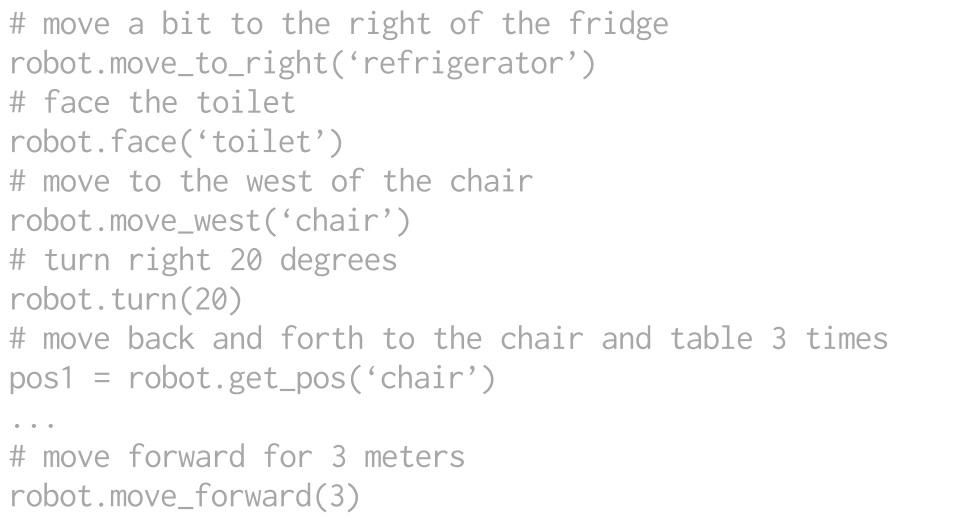 # move a bit to the right of the fridge
robot.move_to_right(‘refrigerator’)
# face the toilet
robot.face(‘toilet’)
# move to the west of the chair
robot.move_west(‘chair’)
# turn right 20 degrees
robot.turn(20)
# move back and forth to the chair and table 3 times
pos1 = robot.get_pos(‘chair’)
...
# move forward for 3 meters
robot.move_forward(3)